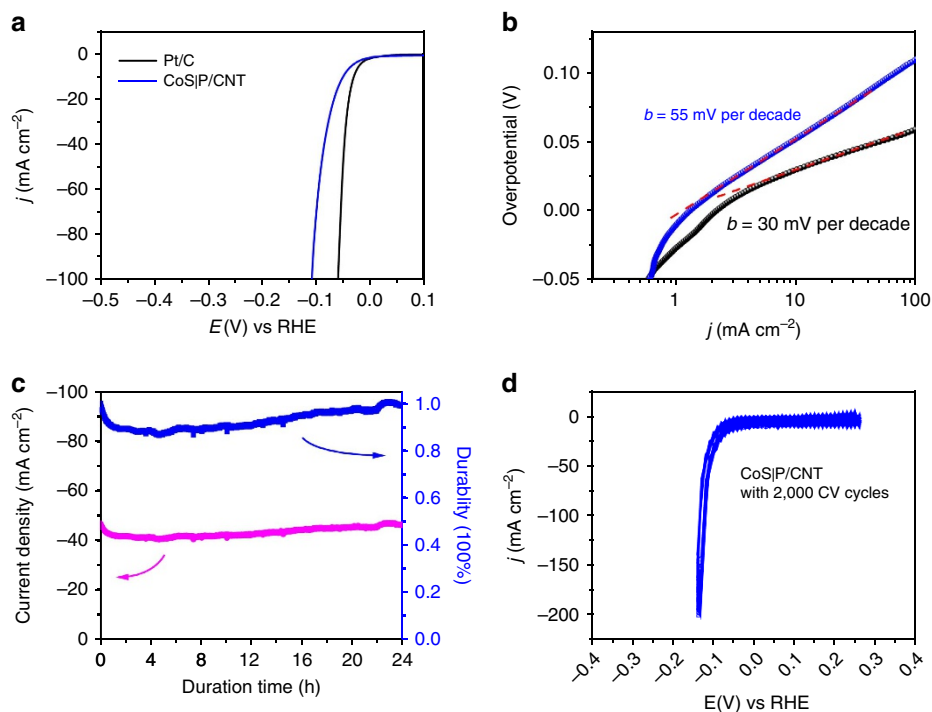 a
0
−20
−40
−60
−80
−100
j (mA cm−2)
Pt/C
CoS|P/CNT
−0.5 −0.4 −0.3 −0.2 −0.1 0.0 0.1
E(V) vs RHE
b
0.10
0.05
0.00
−0.05
Overpotential (V)
b = 55 mV per decade
b = 30 mV per decade
1 10 100
j (mA cm−2)
c
−100
−80
−60
−40
−20
0
Current density (mA cm−2)
1.0
0.8
0.6
0.4
0.2
0.0
Durability (100%)
0 4 8 12 16 20 24
Duration time (h)
d
0
−50
−100
−150
−200
j (mA cm−2)
CoS|P/CNT
with 2,000 CV cycles
−0.4 −0.3 −0.2 −0.1 0.0 0.1 0.2 0.3 0.4
E(V) vs RHE